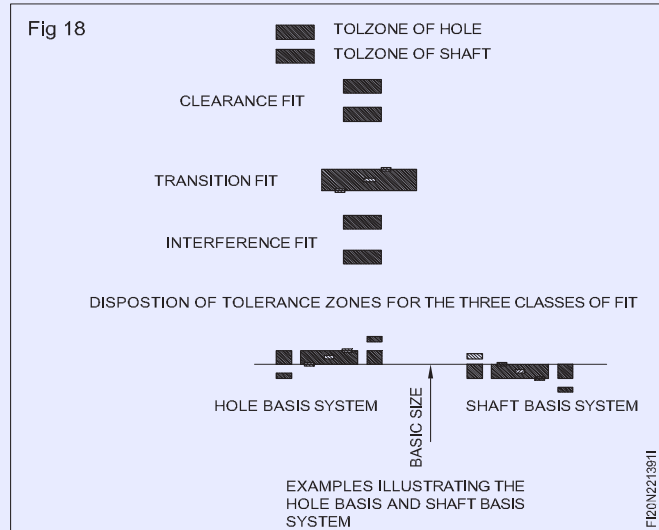 Fig 18
TOLZONE OF HOLE
TOLZONE OF SHAFT
CLEARANCE FIT
TRANSITION FIT
INTERFERENCE FIT
DISPOSTION OF TOLERANCE ZONES FOR THE THREE CLASSES OF FIT
HOLE BASIS SYSTEM
BASIC SIZE
SHAFT BASIS SYSTEM
EXAMPLES ILLUSTRATING THE
HOLE BASIS AND SHAFT BASIS
SYSTEM
FI20N221391I